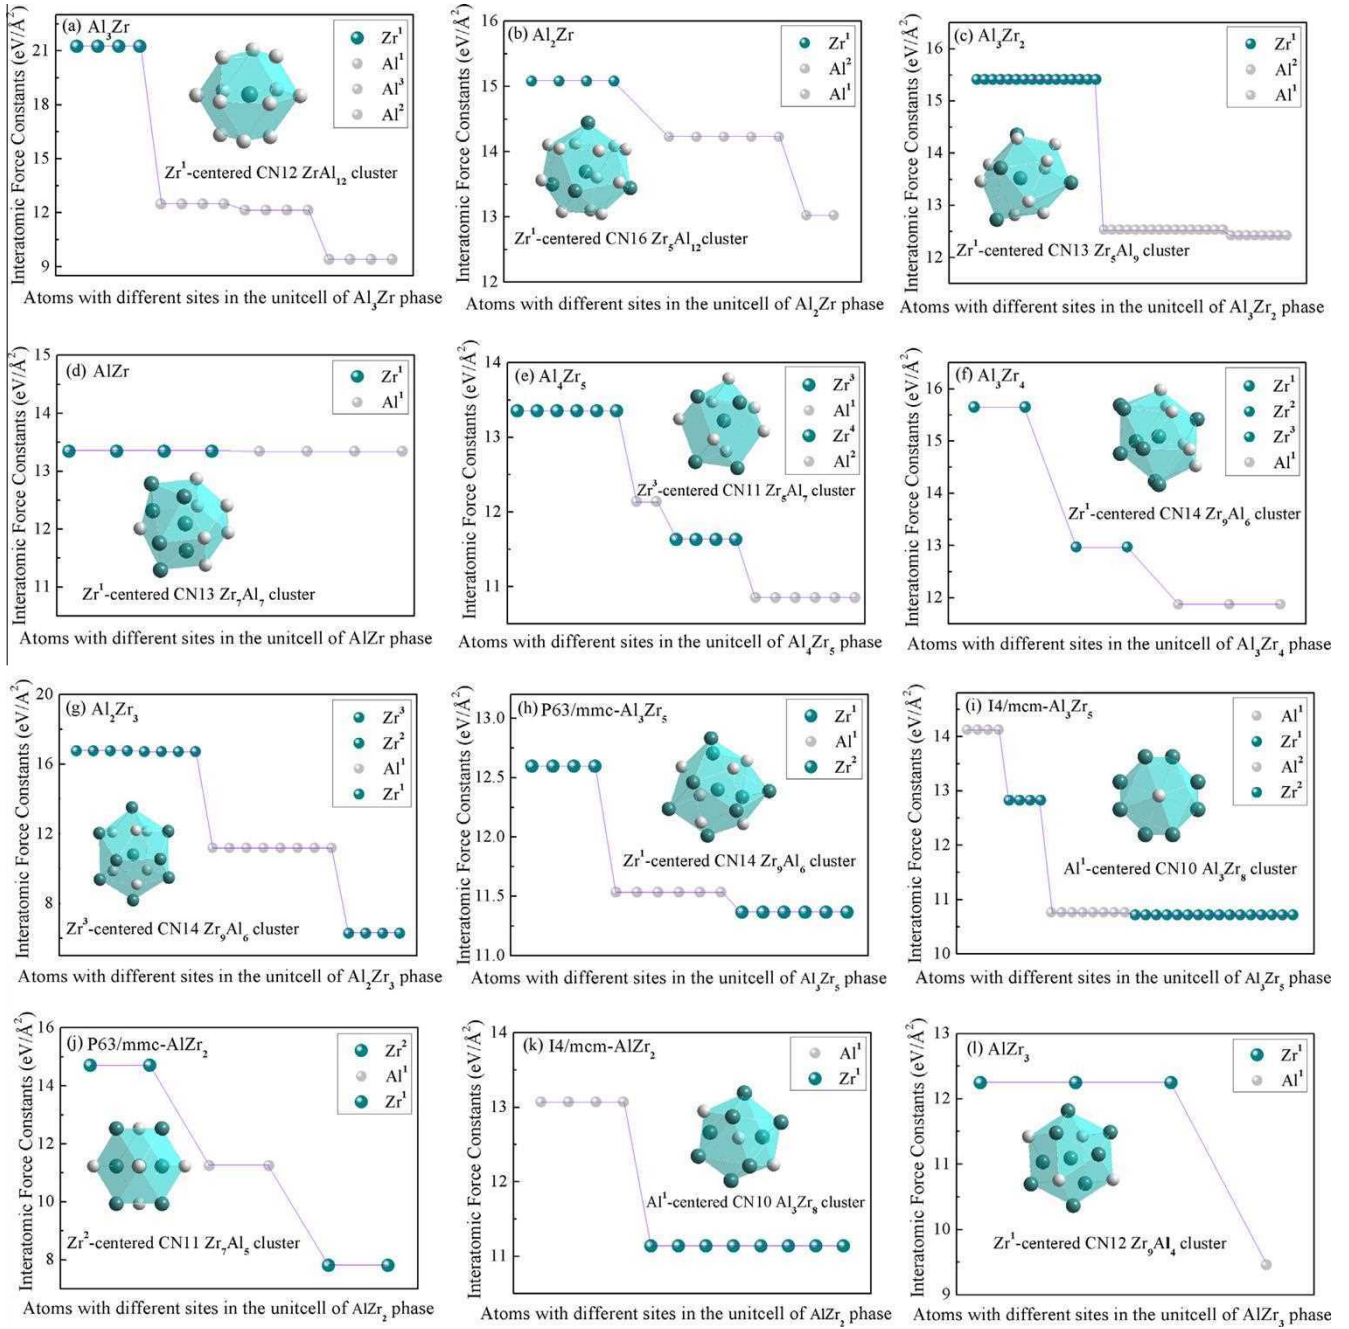 Interatomic Force Constants (eV/Å²)
(a) Al₃Zr
21
18
15
12
9
Zr¹
Al¹
Al³
Al²
Zr¹-centered CN12 ZrAl₁₂ cluster
Atoms with different sites in the unitcell of Al₃Zr phase
Interatomic Force Constants (eV/Å²)
(b) Al₂Zr
16
15
14
13
12
Zr¹
Al²
Al¹
Zr¹-centered CN16 Zr₅Al₁₂cluster
Atoms with different sites in the unitcell of Al₂Zr phase
Interatomic Force Constants (eV/Å²)
(c) Al₃Zr₂
16
15
14
13
12
Zr¹
Al²
Al¹
Zr¹-centered CN13 Zr₅Al₉ cluster
Atoms with different sites in the unitcell of Al₃Zr₂ phase
Interatomic Force Constants (eV/Å²)
(d) AlZr
15
14
13
12
11
Zr¹
Al¹
Zr¹-centered CN13 Zr₇Al₇ cluster
Atoms with different sites in the unitcell of AlZr phase
Interatomic Force Constants (eV/Å²)
(e) Al₄Zr₅
14
13
12
11
Zr³
Al¹
Zr⁴
Al²
Zr³-centered CN11 Zr₅Al₇ cluster
Atoms with different sites in the unitcell of Al₄Zr₅ phase
Interatomic Force Constants (eV/Å²)
(f) Al₃Zr₄
16
15
14
13
12
Zr¹
Zr²
Zr³
Al¹
Zr¹-centered CN14 Zr₉Al₆ cluster
Atoms with different sites in the unitcell of Al₃Zr₄ phase
Interatomic Force Constants (eV/Å²)
(g) Al₂Zr₃
20
16
12
8
Zr³
Zr²
Al¹
Zr¹
Zr³-centered CN14 Zr₉Al₆ cluster
Atoms with different sites in the unitcell of Al₂Zr₃ phase
Interatomic Force Constants (eV/Å²)
(h) P63/mmc-Al₃Zr₅
13.0
12.5
12.0
11.5
11.0
Zr¹
Al¹
Zr²
Zr¹-centered CN14 Zr₉Al₆ cluster
Atoms with different sites in the unitcell of Al₃Zr₅ phase
Interatomic Force Constants (eV/Å²)
(i) I4/mcm-Al₃Zr₅
14
13
12
11
10
Al¹
Zr¹
Al²
Zr²
Al¹-centered CN10 Al₃Zr₈ cluster
Atoms with different sites in the unitcell of Al₃Zr₅ phase
Interatomic Force Constants (eV/Å²)
(j) P63/mmc-AlZr₂
16
14
12
10
8
Zr²
Al¹
Zr¹
Zr²-centered CN11 Zr₇Al₅ cluster
Atoms with different sites in the unitcell of AlZr₂ phase
Interatomic Force Constants (eV/Å²)
(k) I4/mcm-AlZr₂
14
13
12
11
Al¹
Zr¹
Al¹-centered CN10 Al₃Zr₈ cluster
Atoms with different sites in the unitcell of AlZr₂ phase
Interatomic Force Constants (eV/Å²)
(l) AlZr₃
13
12
11
10
9
Zr¹
Al¹
Zr¹-centered CN12 Zr₉Al₄ cluster
Atoms with different sites in the unitcell of AlZr₃ phase